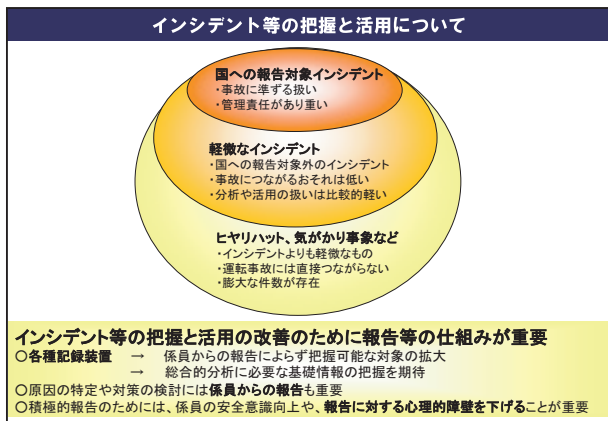 インシデント等の把握と活用について
国への報告対象インシデント
・事故に準ずる扱い
・管理責任があり重い
軽微なインシデント
・国への報告対象外のインシデント
・事故につながるおそれは低い
・分析や活用の扱いは比較的軽い
ヒヤリハット、気がかり事象など
・インシデントよりも軽微なもの
・運転事故には直接つながらない
・膨大な件数が存在
インシデント等の把握と活用の改善のために報告等の仕組みが重要
○各種記録装置 → 係員からの報告によらず把握可能な対象の拡大
→ 総合的分析に必要な基礎情報の把握を期待
○原因の特定や対策の検討には係員からの報告も重要
○積極的報告のためには、係員の安全意識向上や、報告に対する心理的障壁を下げることが重要